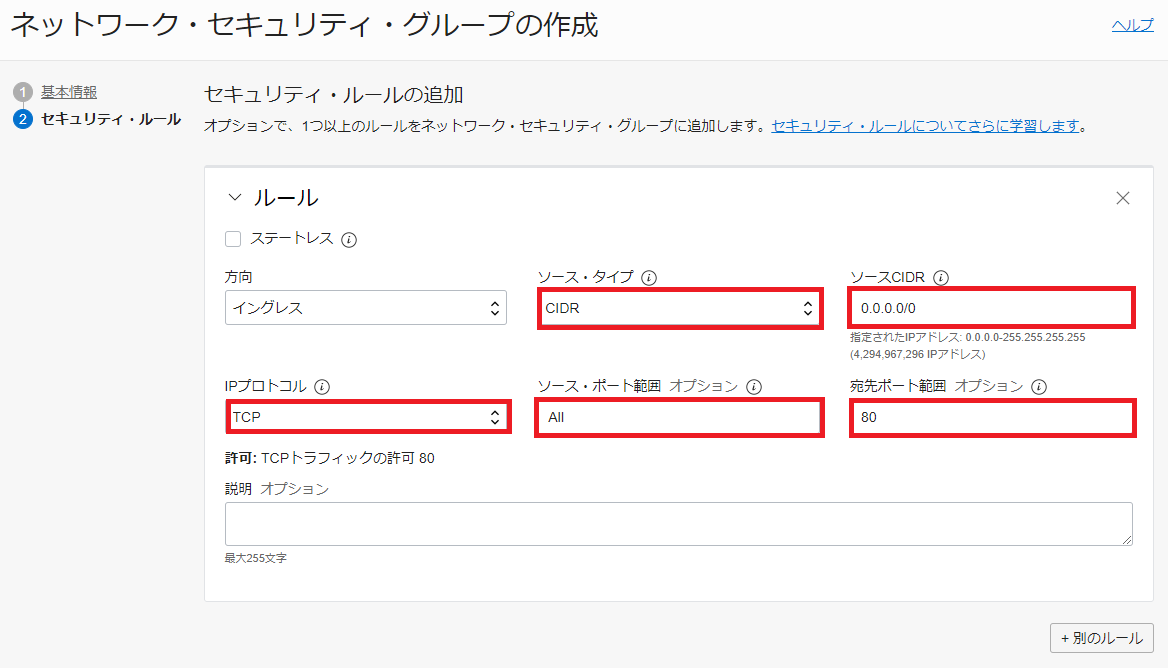 ネットワーク・セキュリティ・グループの作成
ヘルプ
1 基本情報
2 セキュリティ・ルール
セキュリティ・ルールの追加
オプションで、1つ以上のルールをネットワーク・セキュリティ・グループに追加します。セキュリティ・ルールについてさらに学習します。
ルール
ステートレス
方向
ソース・タイプ
ソースCIDR
イングレス
CIDR
0.0.0.0/0
指定されたIPアドレス: 0.0.0.0-255.255.255.255
(4,294,967,296 IPアドレス)
IPプロトコル
ソース・ポート範囲 オプション
宛先ポート範囲 オプション
TCP
All
80
許可: TCPトラフィックの許可 80
説明 オプション
最大255文字
+ 別のルール